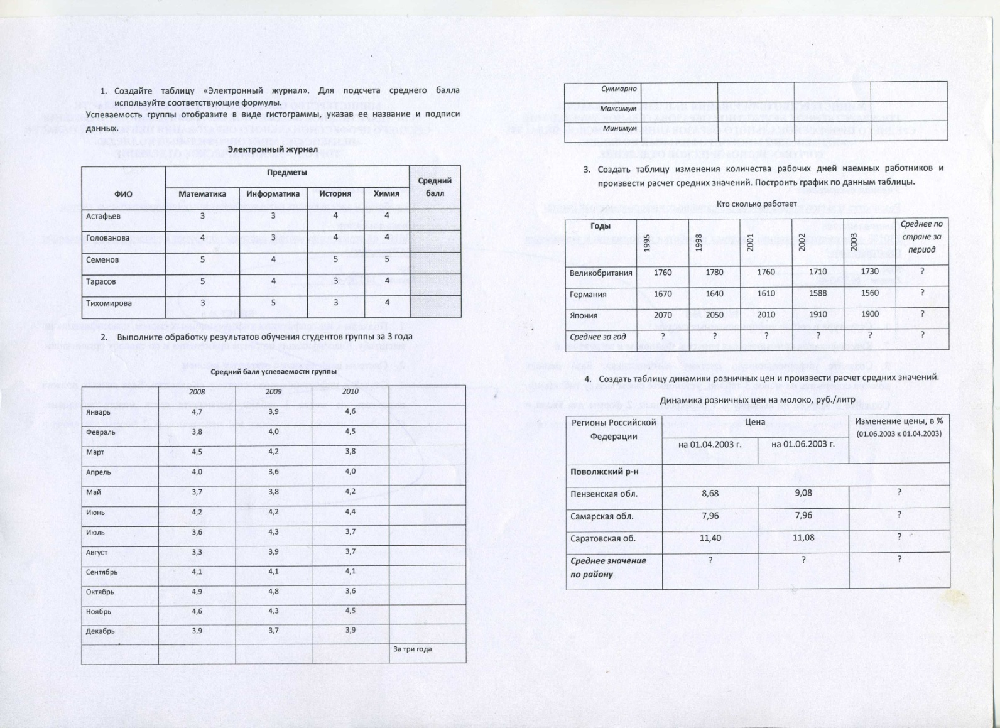 1. Создайте таблицу «Электронный журнал». Для подсчета среднего балла
используйте соответствующие формулы.
Успеваемость группы отобразите в виде гистограммы, указав ее название и подписи
данных.
Электронный журнал
ФИО Предметы Средний балл
Математика Информатика История Химия
Астафьев 3 3 4 4
Голованова 4 3 4 4
Семенов 5 4 5 5
Тарасов 5 4 3 4
Тихомирова 3 5 3 4
2. Выполните обработку результатов обучения студентов группы за 3 года
Средний балл успеваемости группы
2008 2009 2010
Январь 4,7 3,9 4,6
Февраль 3,8 4,0 4,5
Март 4,5 4,2 3,8
Апрель 4,0 3,6 4,0
Май 3,7 3,8 4,2
Июнь 4,2 4,2 4,4
Июль 3,6 4,3 3,7
Август 3,3 3,9 3,7
Сентябрь 4,1 4,1 4,1
Октябрь 4,9 4,8 3,6
Ноябрь 4,6 4,3 4,5
Декабрь 3,9 3,7 3,9
За три года
Суммарно
Максимум
Минимум
3. Создать таблицу изменения количества рабочих дней наемных работников и
произвести расчет средних значений. Построить график по данным таблицы.
Кто сколько работает
Годы 1995 1998 2001 2002 2003 Среднее по
стране за
период
Великобритания 1760 1780 1760 1710 1730 ?
Германия 1670 1640 1610 1588 1560 ?
Япония 2070 2050 2010 1910 1900 ?
Среднее за год ? ? ? ? ? ?
4. Создать таблицу динамики розничных цен и произвести расчет средних значений.
Динамика розничных цен на молоко, руб./литр
Регионы Российской Цена Изменение цены, в %
Федерации (01.06.2003 к 01.04.2003)
на 01.04.2003 г. на 01.06.2003 г.
Поволжский р-н
Пензенская обл. 8,68 9,08 ?
Самарская обл. 7,96 7,96 ?
Саратовская об. 11,40 11,08 ?
Среднее значение ? ? ?
по району